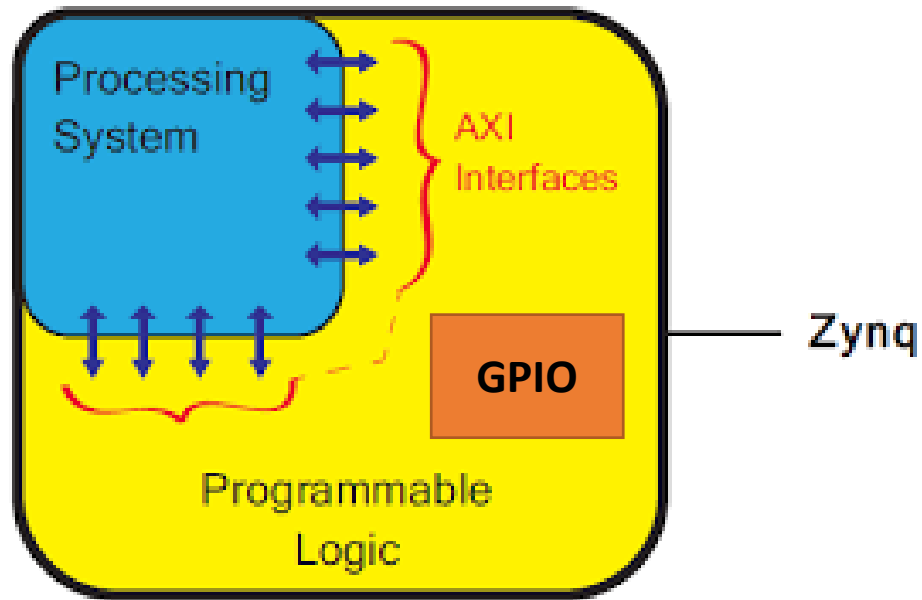 Processing
System
AXI
Interfaces
GPIO
Zynq
Programmable
Logic